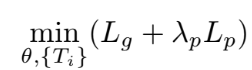 min_{θ,{T_i}} (L_g + λ_p L_p)